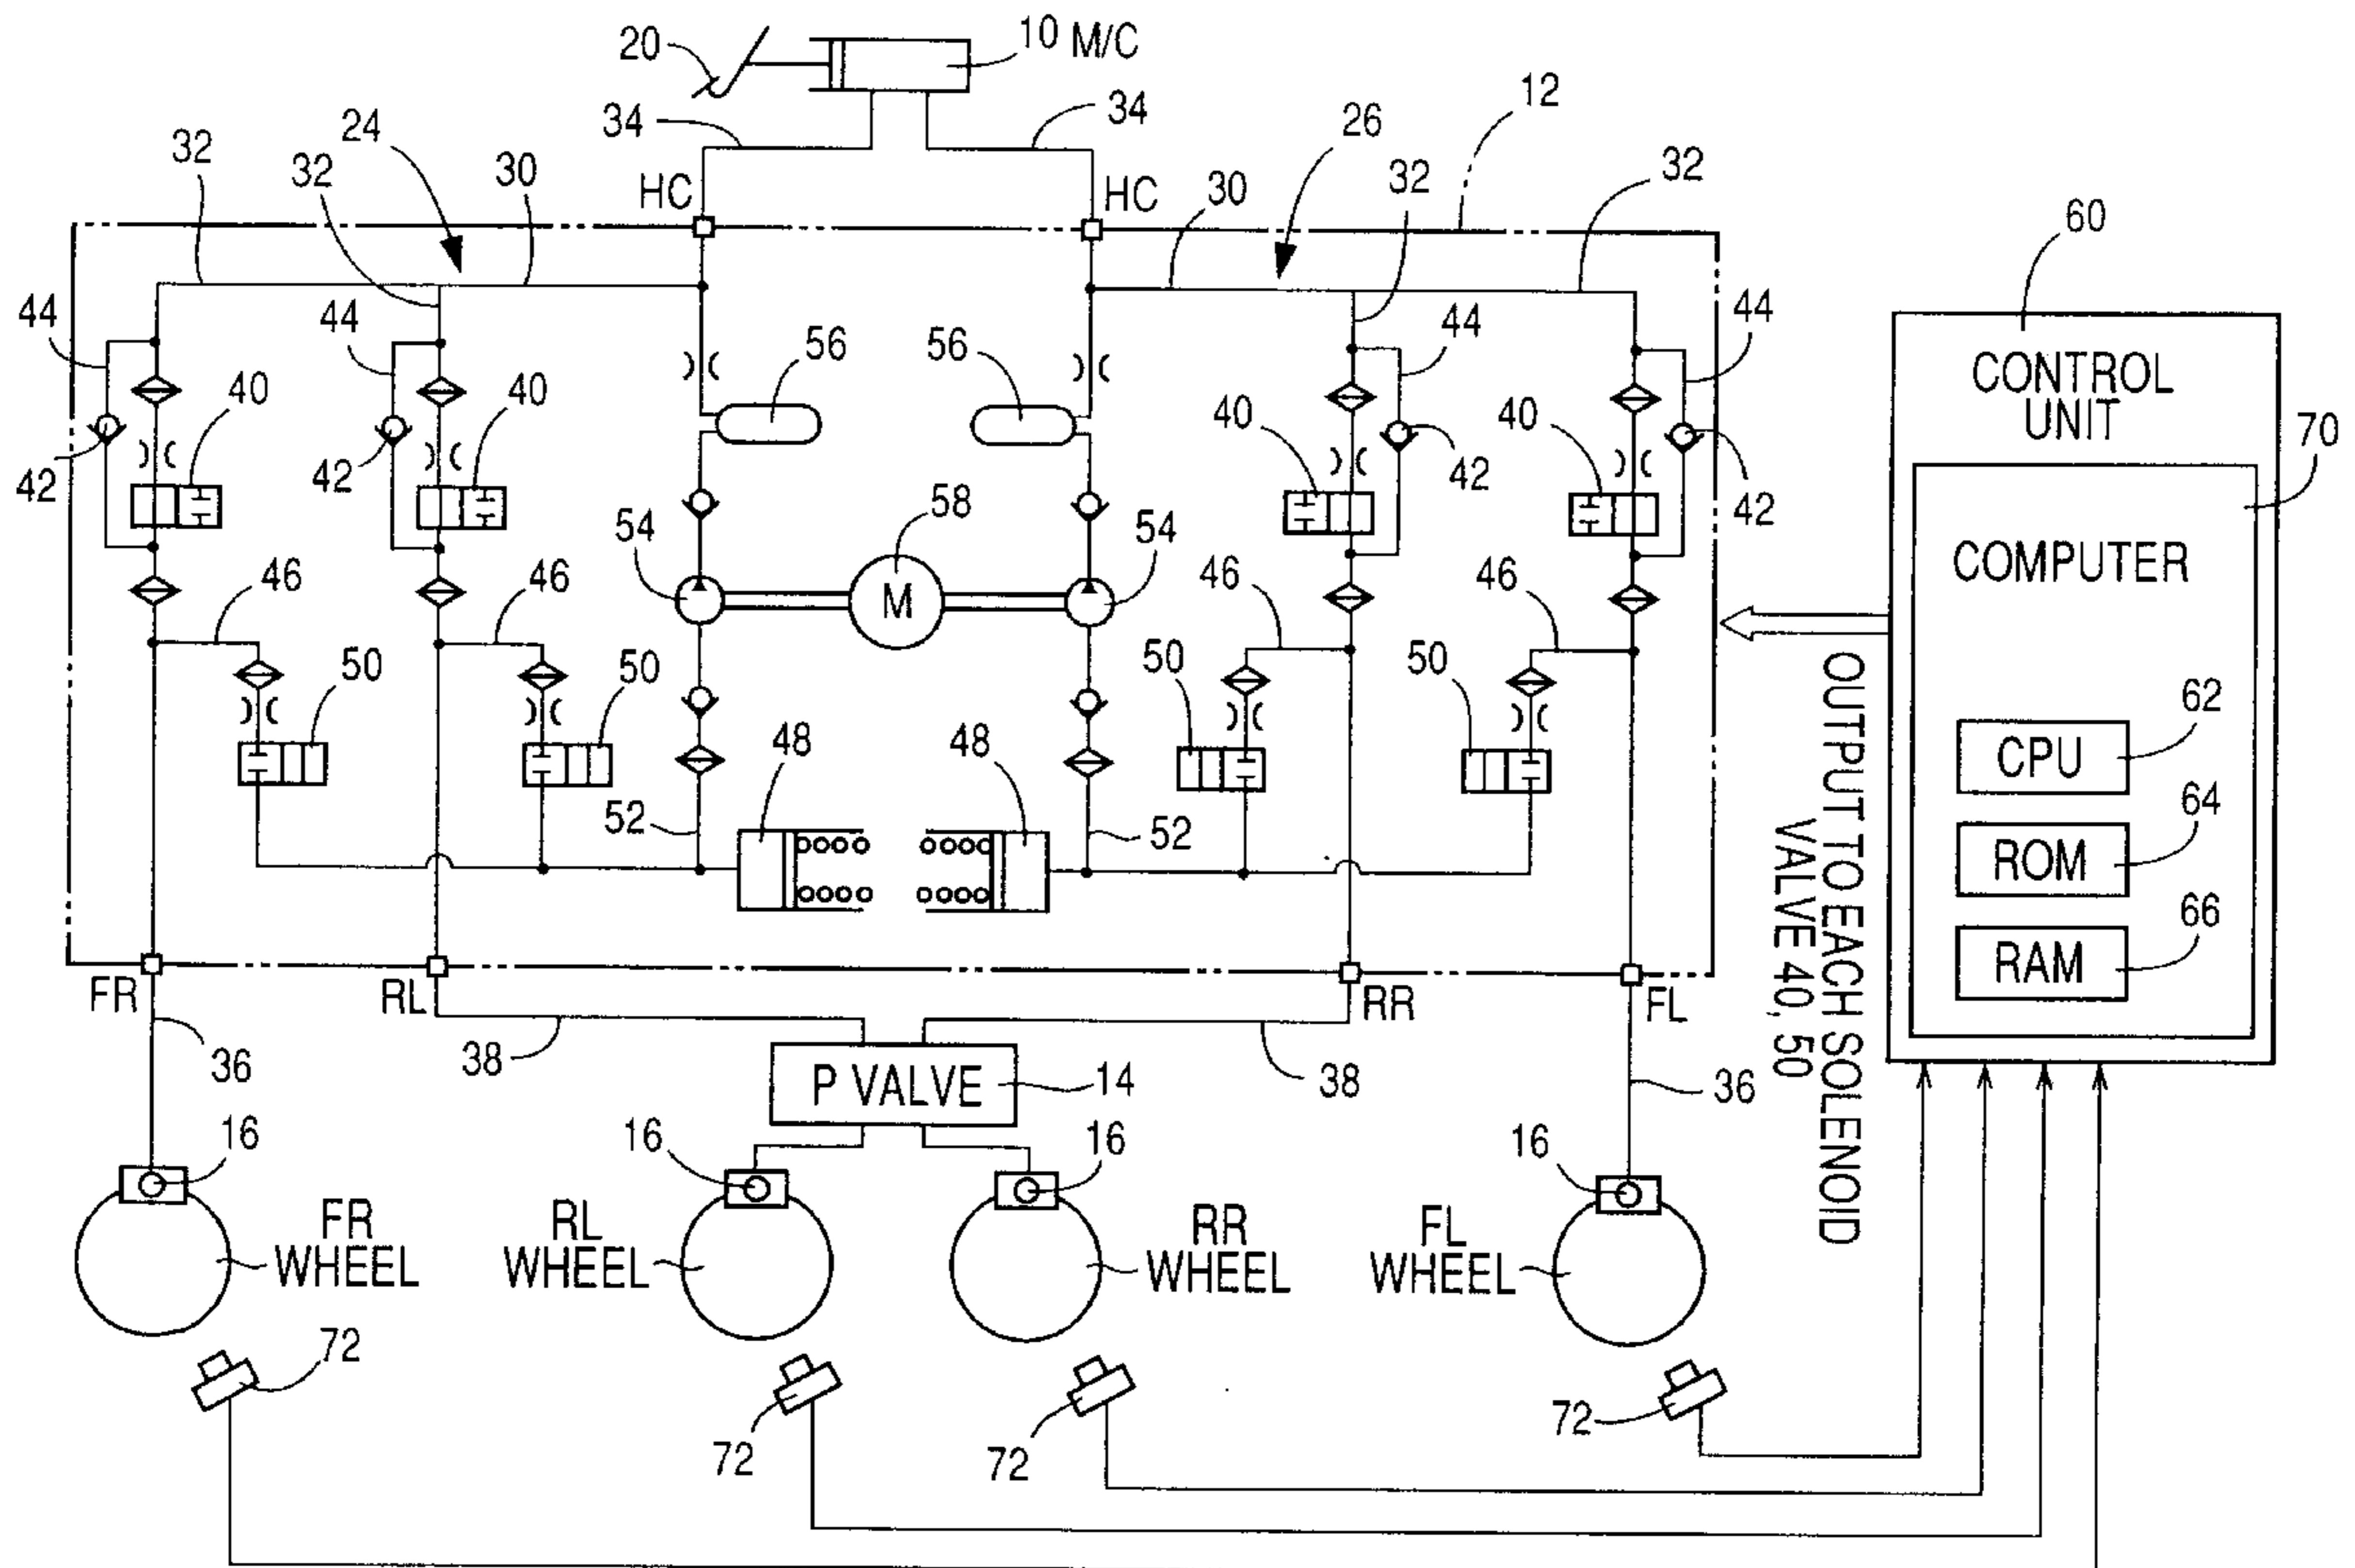 20
10 M/C
34
34
12
24
26
32
32
30
HC
HC
30
32
32
60
44
44
56
56
44
44
CONTROL
UNIT
40
40
40
40
70
42
42
42
42
58
54
54
COMPUTER
M
46
46
46
46
50
50
50
50
62
CPU
48
48
64
ROM
52
52
66
RAM
OUTPUT TO EACH SOLENOID
VALVE 40, 50
FR
RL
RR
FL
36
38
38
36
P VALVE
14
16
16
16
16
FR
WHEEL
RL
WHEEL
RR
WHEEL
FL
WHEEL
72
72
72
72